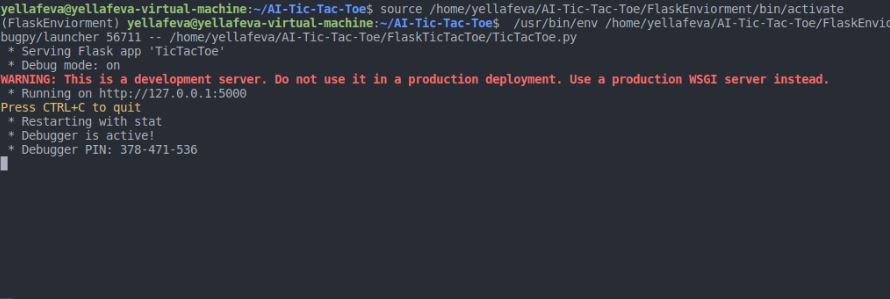 yellafeva@yellafeva-virtual-machine:~/AI-Tic-Tac-Toe$ source /home/yellafeva/AI-Tic-Tac-Toe/FlaskEnviorment/bin/activate
(FlaskEnviorment) yellafeva@yellafeva-virtual-machine:~/AI-Tic-Tac-Toe$  /usr/bin/env /home/yellafeva/AI-Tic-Tac-Toe/FlaskEnvio
bugpy/launcher 56711 -- /home/yellafeva/AI-Tic-Tac-Toe/FlaskTicTacToe/TicTacToe.py
 * Serving Flask app 'TicTacToe'
 * Debug mode: on
WARNING: This is a development server. Do not use it in a production deployment. Use a production WSGI server instead.
 * Running on http://127.0.0.1:5000
Press CTRL+C to quit
 * Restarting with stat
 * Debugger is active!
 * Debugger PIN: 378-471-536